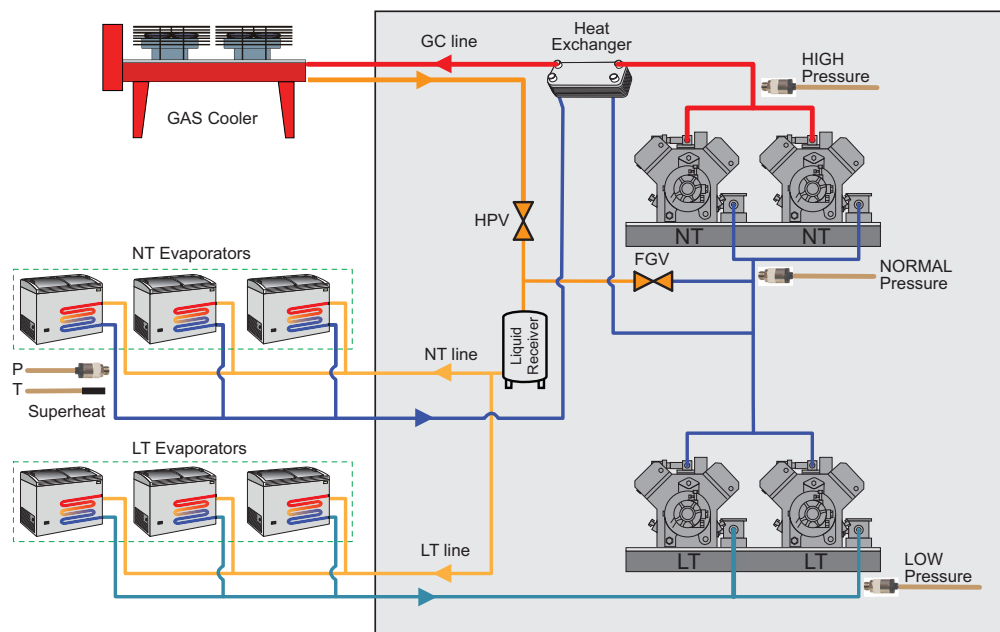 GC line
Heat
Exchanger
HIGH
Pressure
GAS Cooler
NT
NT
HPV
FGV
NORMAL
Pressure
NT Evaporators
Liquid
Receiver
NT line
P
T
Superheat
LT Evaporators
LT line
LT
LT
LOW
Pressure